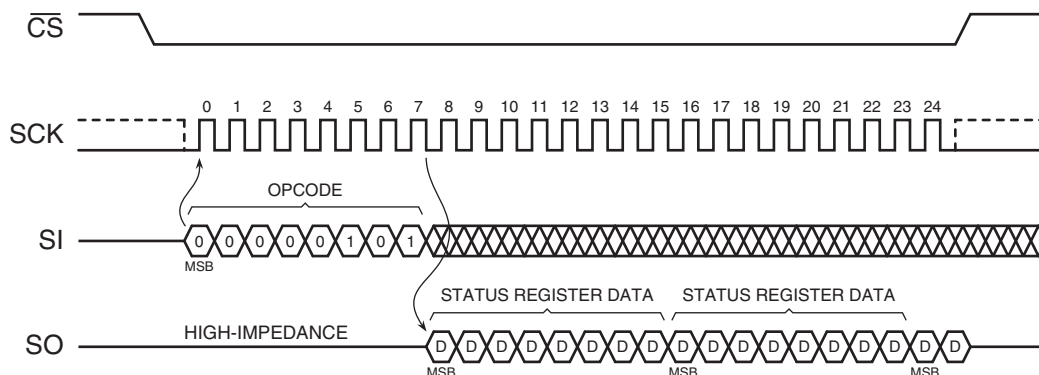 C̅S̅
0 1 2 3 4 5 6 7 8 9 10 11 12 13 14 15 16 17 18 19 20 21 22 23 24
SCK
OPCODE
SI 0 0 0 0 0 1 0 1
MSB
STATUS REGISTER DATA STATUS REGISTER DATA
HIGH-IMPEDANCE
SO D D D D D D D D D D D D D D D D D D
MSB MSB MSB